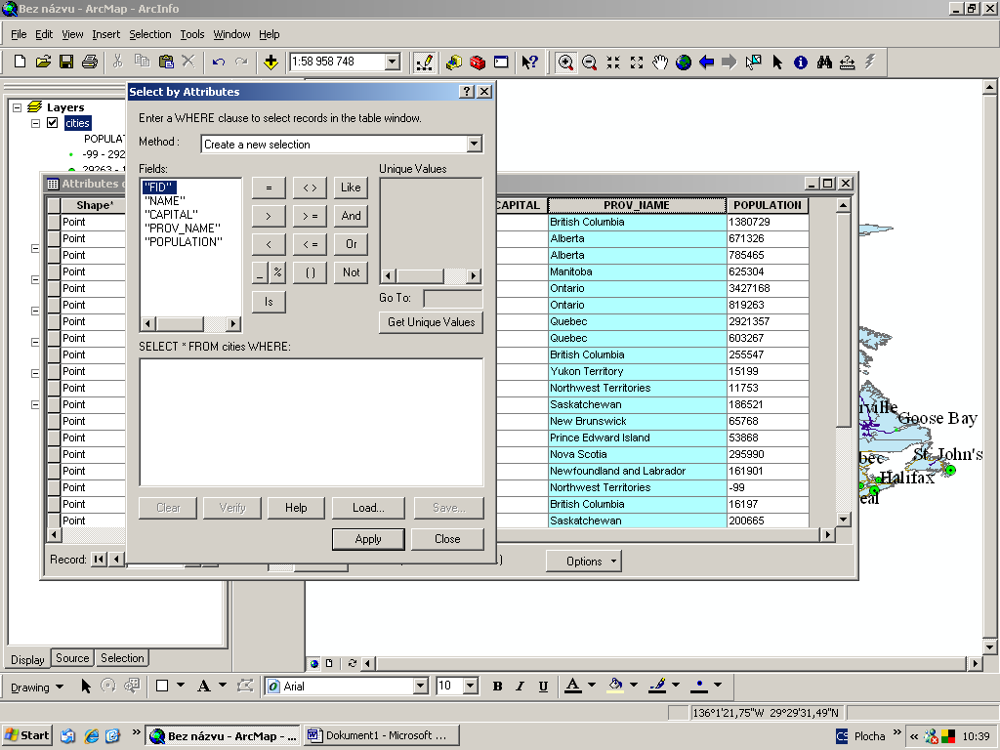 Bez názvu - ArcMap - ArcInfo
File Edit View Insert Selection Tools Window Help
1:58 958 748
Layers
cities
POPULAT
-99 - 292
29263 - 1
Select by Attributes
Enter a WHERE clause to select records in the table window.
Method : Create a new selection
Fields: Unique Values
"FID"
"NAME"
"CAPITAL"
"PROV_NAME"
"POPULATION"
= < > Like
> > = And
< < = Or
_ % ( ) Not
Is
Go To:
Get Unique Values
SELECT * FROM cities WHERE:
Clear Verify Help Load... Save...
Apply Close
Attributes o
Shape* CAPITAL PROV_NAME POPULATION
Point British Columbia 1380729
Point Alberta 671326
Point Alberta 785465
Point Manitoba 625304
Point Ontario 3427168
Point Ontario 819263
Point Quebec 2921357
Point Quebec 603267
Point British Columbia 255547
Point Yukon Territory 15199
Point Northwest Territories 11753
Point Saskatchewan 186521
Point New Brunswick 65768
Point Prince Edward Island 53868
Point Nova Scotia 295990
Point Newfoundland and Labrador 161901
Point Northwest Territories -99
Point British Columbia 16197
Point Saskatchewan 200665
Record: Options
rville
Goose Bay
bec
St. John's
Halifax
eal
Display Source Selection
Drawing A Arial 10 B I U A
136°1'21,75"W 29°29'31,49"N
Start » Bez názvu - ArcMap - ... Dokument1 - Microsoft ... CS Plocha » « 10:39